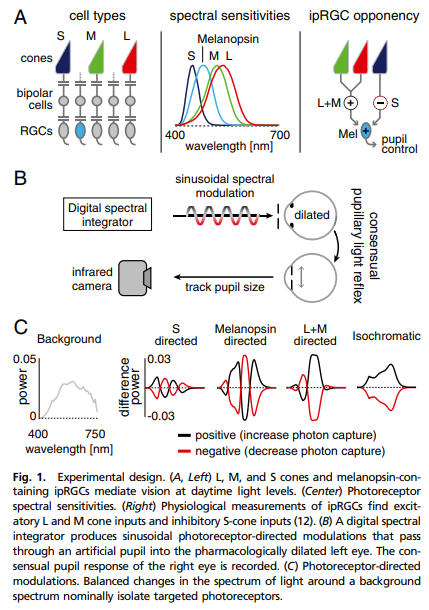 A
cell types
spectral sensitivities
ipRGC opponency
cones
S
M
L
bipolar
cells
RGCs
Melanopsin
S
M
L
400
700
wavelength [nm]
L+M
+
−
S
Mel
+
pupil
control
B
sinusoidal spectral
modulation
Digital spectral
integrator
dilated
consensual
pupillary light reflex
infrared
camera
track pupil size
C
Background
0.05
power
0
400
750
wavelength [nm]
S
directed
Melanopsin
directed
L+M
directed
Isochromatic
difference
power
0.03
-0.03
positive (increase photon capture)
negative (decrease photon capture)
Fig. 1. Experimental design. (A, Left) L, M, and S cones and melanopsin-con-
taining ipRGCs mediate vision at daytime light levels. (Center) Photoreceptor
spectral sensitivities. (Right) Physiological measurements of ipRGCs find excit-
atory L and M cone inputs and inhibitory S-cone inputs (12). (B) A digital spectral
integrator produces sinusoidal photoreceptor-directed modulations that pass
through an artificial pupil into the pharmacologically dilated left eye. The con-
sensual pupil response of the right eye is recorded. (C) Photoreceptor-directed
modulations. Balanced changes in the spectrum of light around a background
spectrum nominally isolate targeted photoreceptors.